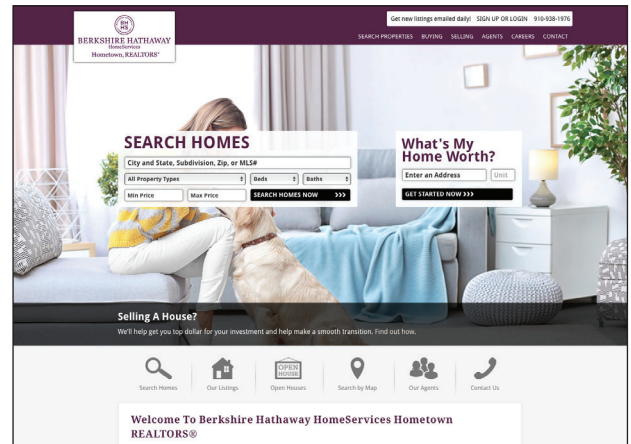 BH
HS
BERKSHIRE HATHAWAY
HomeServices
Hometown, REALTORS®
Get new listings emailed daily! SIGN UP OR LOGIN 910-938-1976
SEARCH PROPERTIES BUYING SELLING AGENTS CAREERS CONTACT
SEARCH HOMES
City and State, Subdivision, Zip, or MLS#
All Property Types Beds Baths
Min Price Max Price SEARCH HOMES NOW >>>
What's My
Home Worth?
Enter an Address Unit
GET STARTED NOW >>>
Selling A House?
We'll help get you top dollar for your investment and help make a smooth transition. Find out how.
OPEN
HOUSE
Search Homes Our Listings Open Houses Search by Map Our Agents Contact Us
Welcome To Berkshire Hathaway HomeServices Hometown
REALTORS®